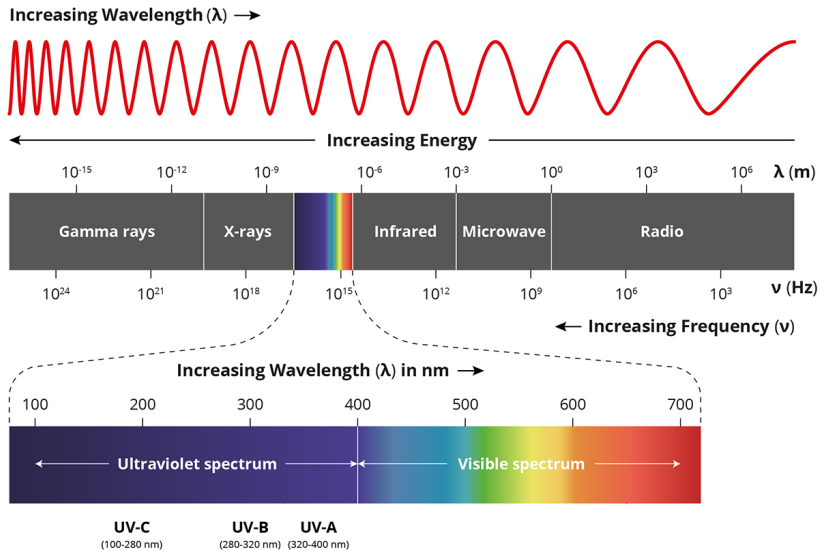 Increasing Wavelength (λ) →
← Increasing Energy
10⁻¹⁵ 10⁻¹² 10⁻⁹ 10⁻⁶ 10⁻³ 10⁰ 10³ 10⁶ λ (m)
Gamma rays X-rays Infrared Microwave Radio
10²⁴ 10²¹ 10¹⁸ 10¹⁵ 10¹² 10⁹ 10⁶ 10³ ν (Hz)
← Increasing Frequency (ν)
Increasing Wavelength (λ) in nm →
100 200 300 400 500 600 700
Ultraviolet spectrum Visible spectrum
UV-C UV-B UV-A
(100-280 nm) (280-320 nm) (320-400 nm)